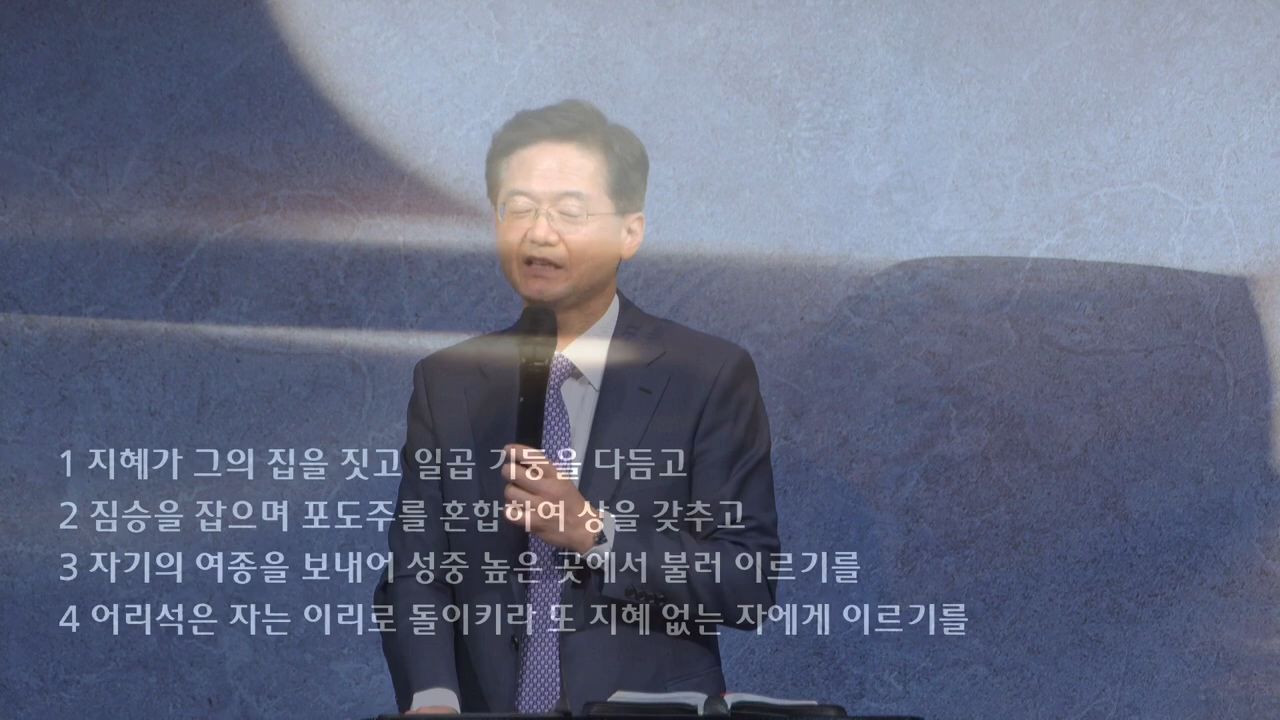 1 지혜가 그의 집을 짓고 일곱 기둥을 다듬고
2 짐승을 잡으며 포도주를 혼합하여 상을 갖추고
3 자기의 여종을 보내어 성중 높은 곳에서 불러 이르기를
4 어리석은 자는 이리로 돌이키라 또 지혜 없는 자에게 이르기를